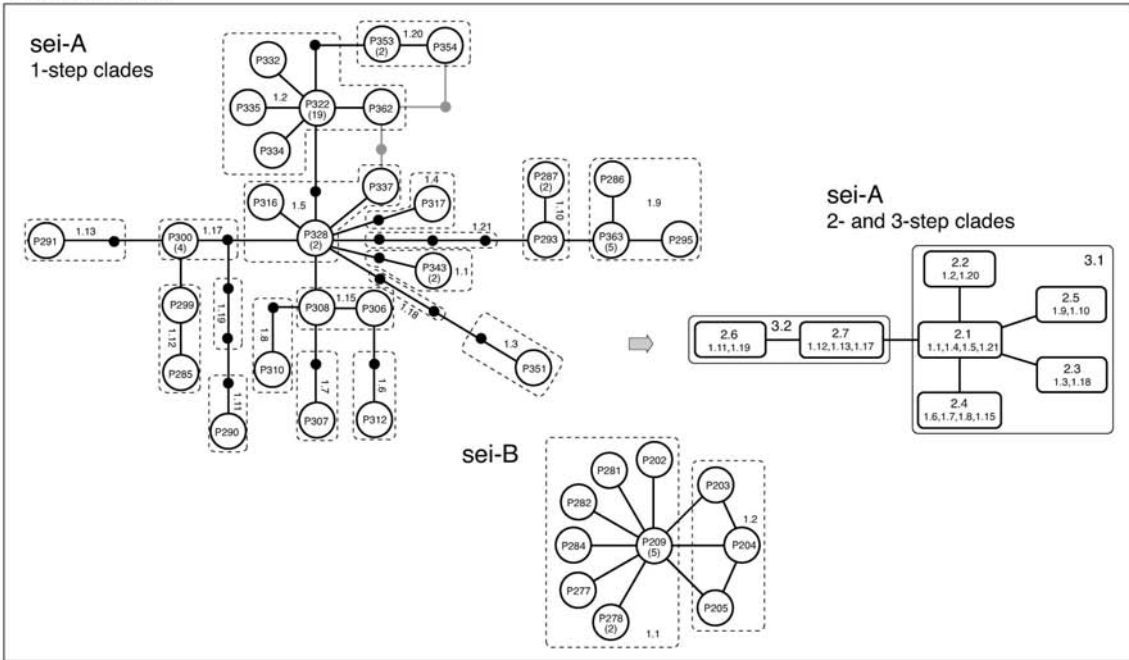 sei-A
1-step clades
P353
(2)
1.20
P354
P332
1.2
P335
P322
(19)
P362
P334
P337
1.4
P316
1.5
P317
P287
(2)
P286
1.9
1.10
P291
1.13
P300
(4)
1.17
P328
(2)
1.21
P293
P363
(5)
P295
P343
(2)
1.1
1.18
P299
1.19
P308
1.15
P306
1.12
1.8
P310
1.3
P351
P285
1.7
1.6
1.11
P290
P307
P312
sei-A
2- and 3-step clades
3.1
2.2
1.2,1.20
2.5
1.9,1.10
2.6
1.11,1.19
3.2
2.7
1.12,1.13,1.17
2.1
1.1,1.4,1.5,1.21
2.3
1.3,1.18
2.4
1.6,1.7,1.8,1.15
sei-B
P281
P202
P203
P282
1.2
P284
P209
(5)
P204
P277
P205
P278
(2)
1.1